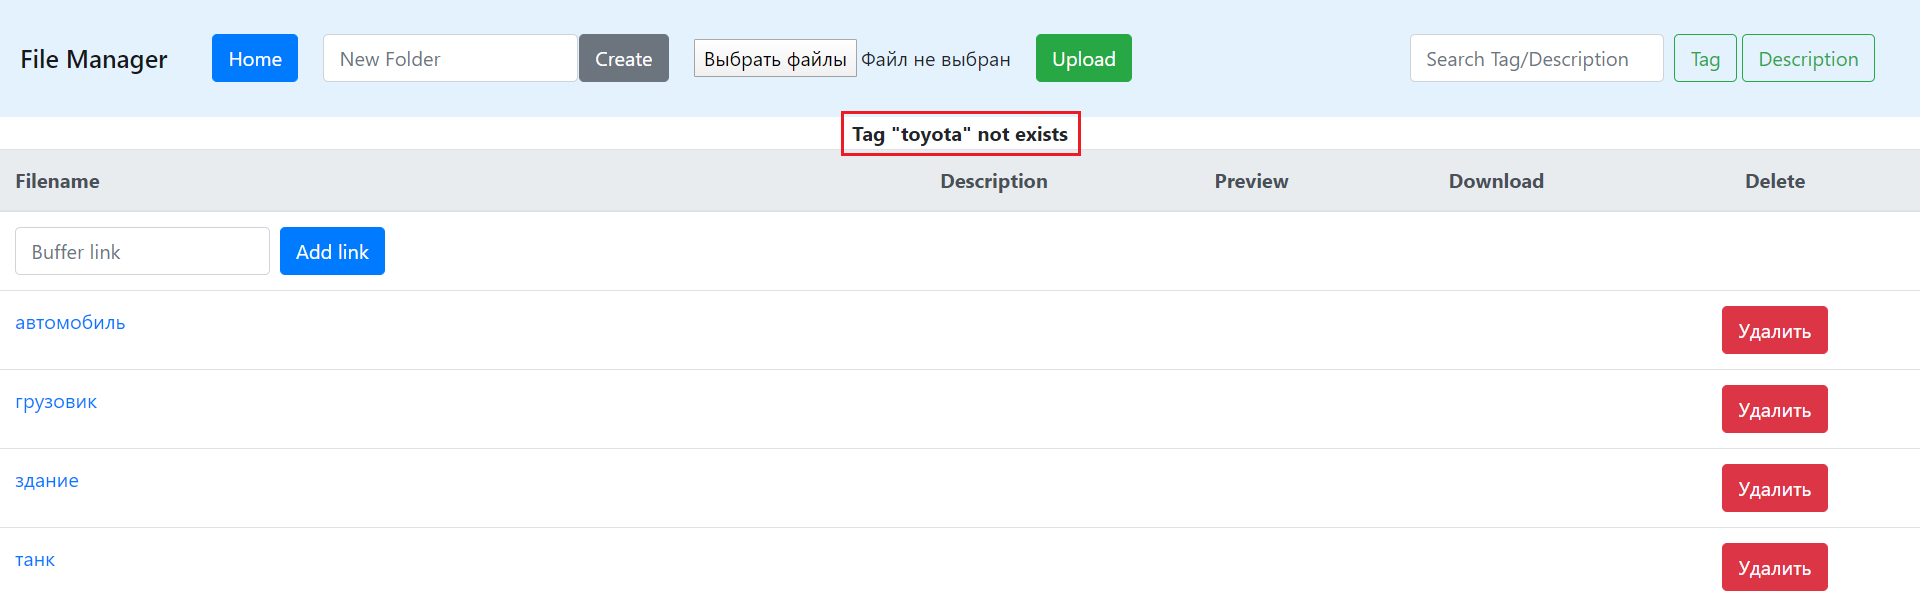 File Manager Home New Folder Create Выбрать файлы Файл не выбран Upload Search Tag/Description Tag Description
Tag "toyota" not exists
Filename Description Preview Download Delete
Buffer link Add link
автомобиль Удалить
грузовик Удалить
здание Удалить
танк Удалить